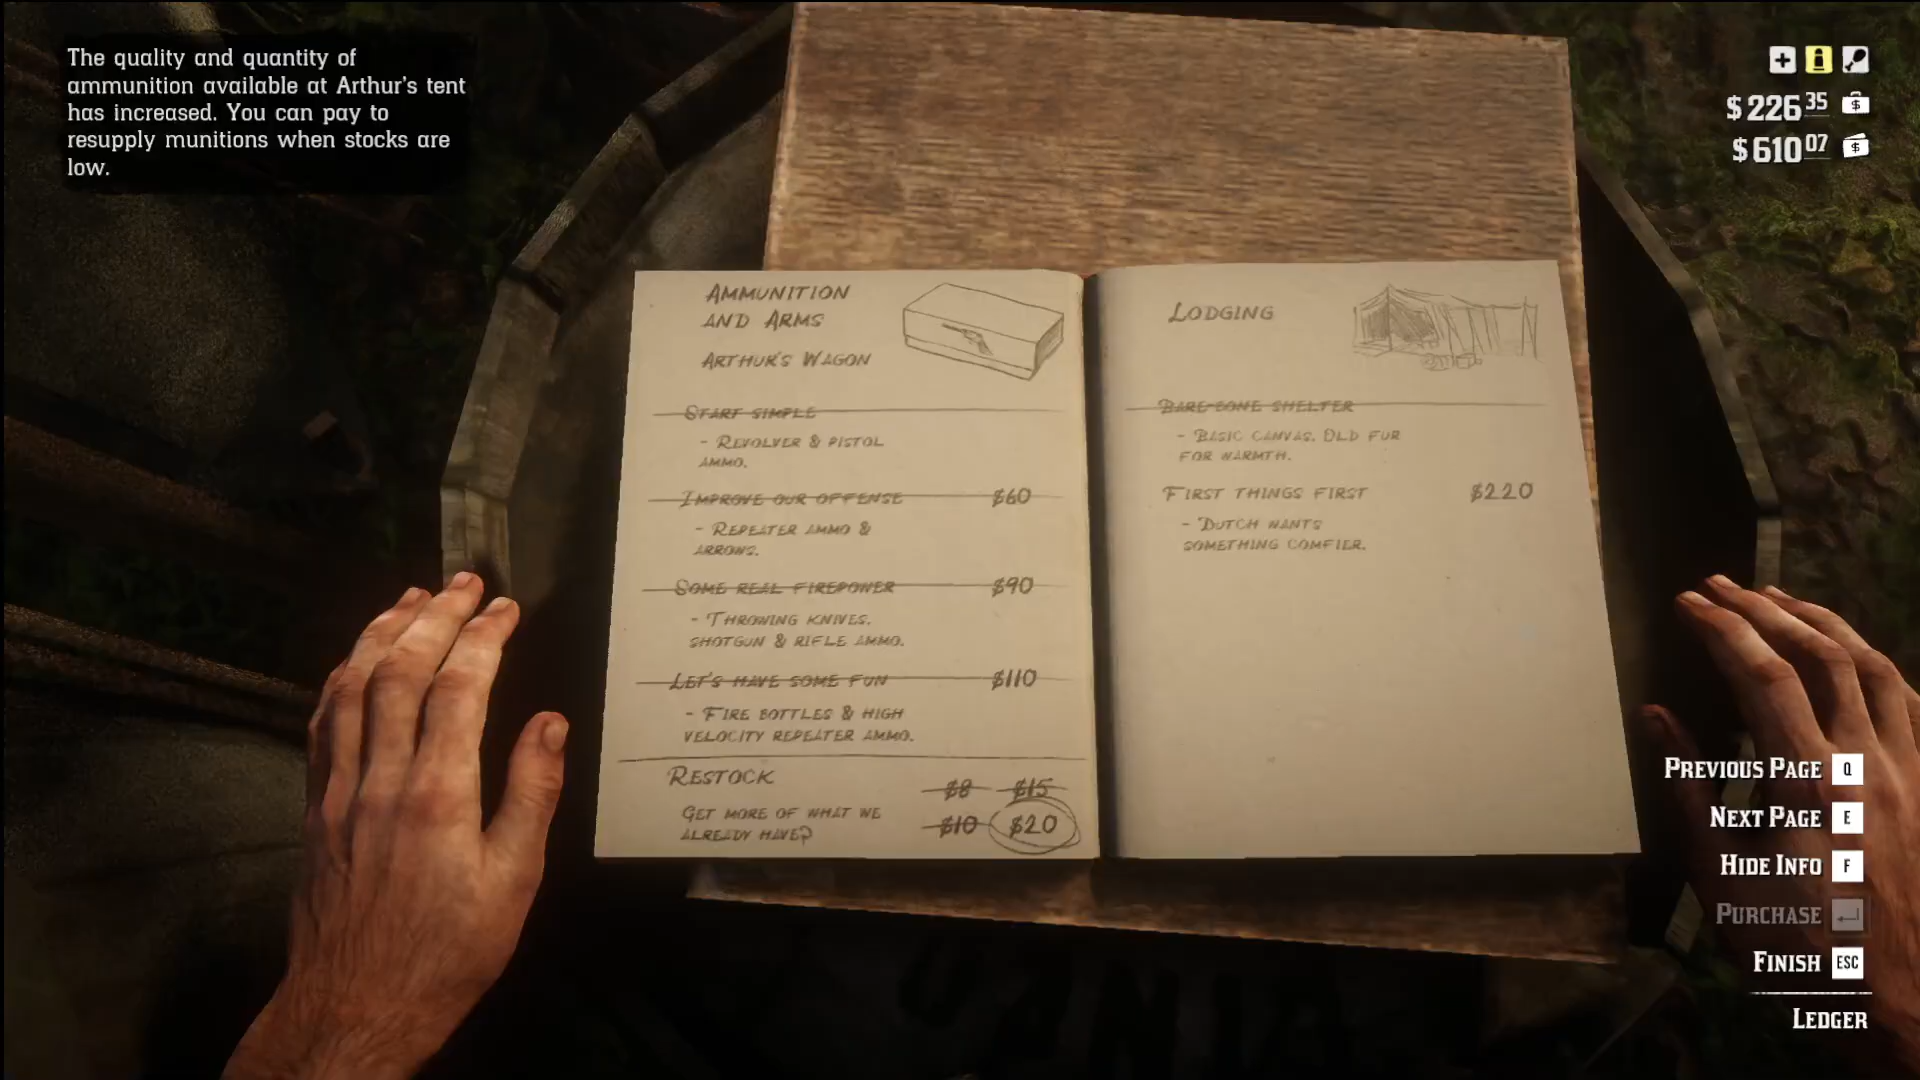 The quality and quantity of
ammunition available at Arthur's tent
has increased. You can pay to
resupply munitions when stocks are
low.
$226 35
$610 07
AMMUNITION
AND ARMS
ARTHUR'S WAGON
START SIMPLE
- REVOLVER & PISTOL
AMMO.
IMPROVE OUR OFFENSE $60
- REPEATER AMMO &
ARROWS.
SOME REAL FIREPOWER $90
- THROWING KNIVES.
SHOTGUN & RIFLE AMMO.
LET'S HAVE SOME FUN $110
- FIRE BOTTLES & HIGH
VELOCITY REPEATER AMMO.
RESTOCK
$8 $15
GET MORE OF WHAT WE
ALREADY HAVE?
$10 $20
LODGING
BARE-BONE SHELTER
- BASIC CANVAS. OLD FUR
FOR WARMTH.
FIRST THINGS FIRST $220
- DUTCH WANTS
SOMETHING COMFIER.
PREVIOUS PAGE Q
NEXT PAGE E
HIDE INFO F
PURCHASE
FINISH ESC
LEDGER